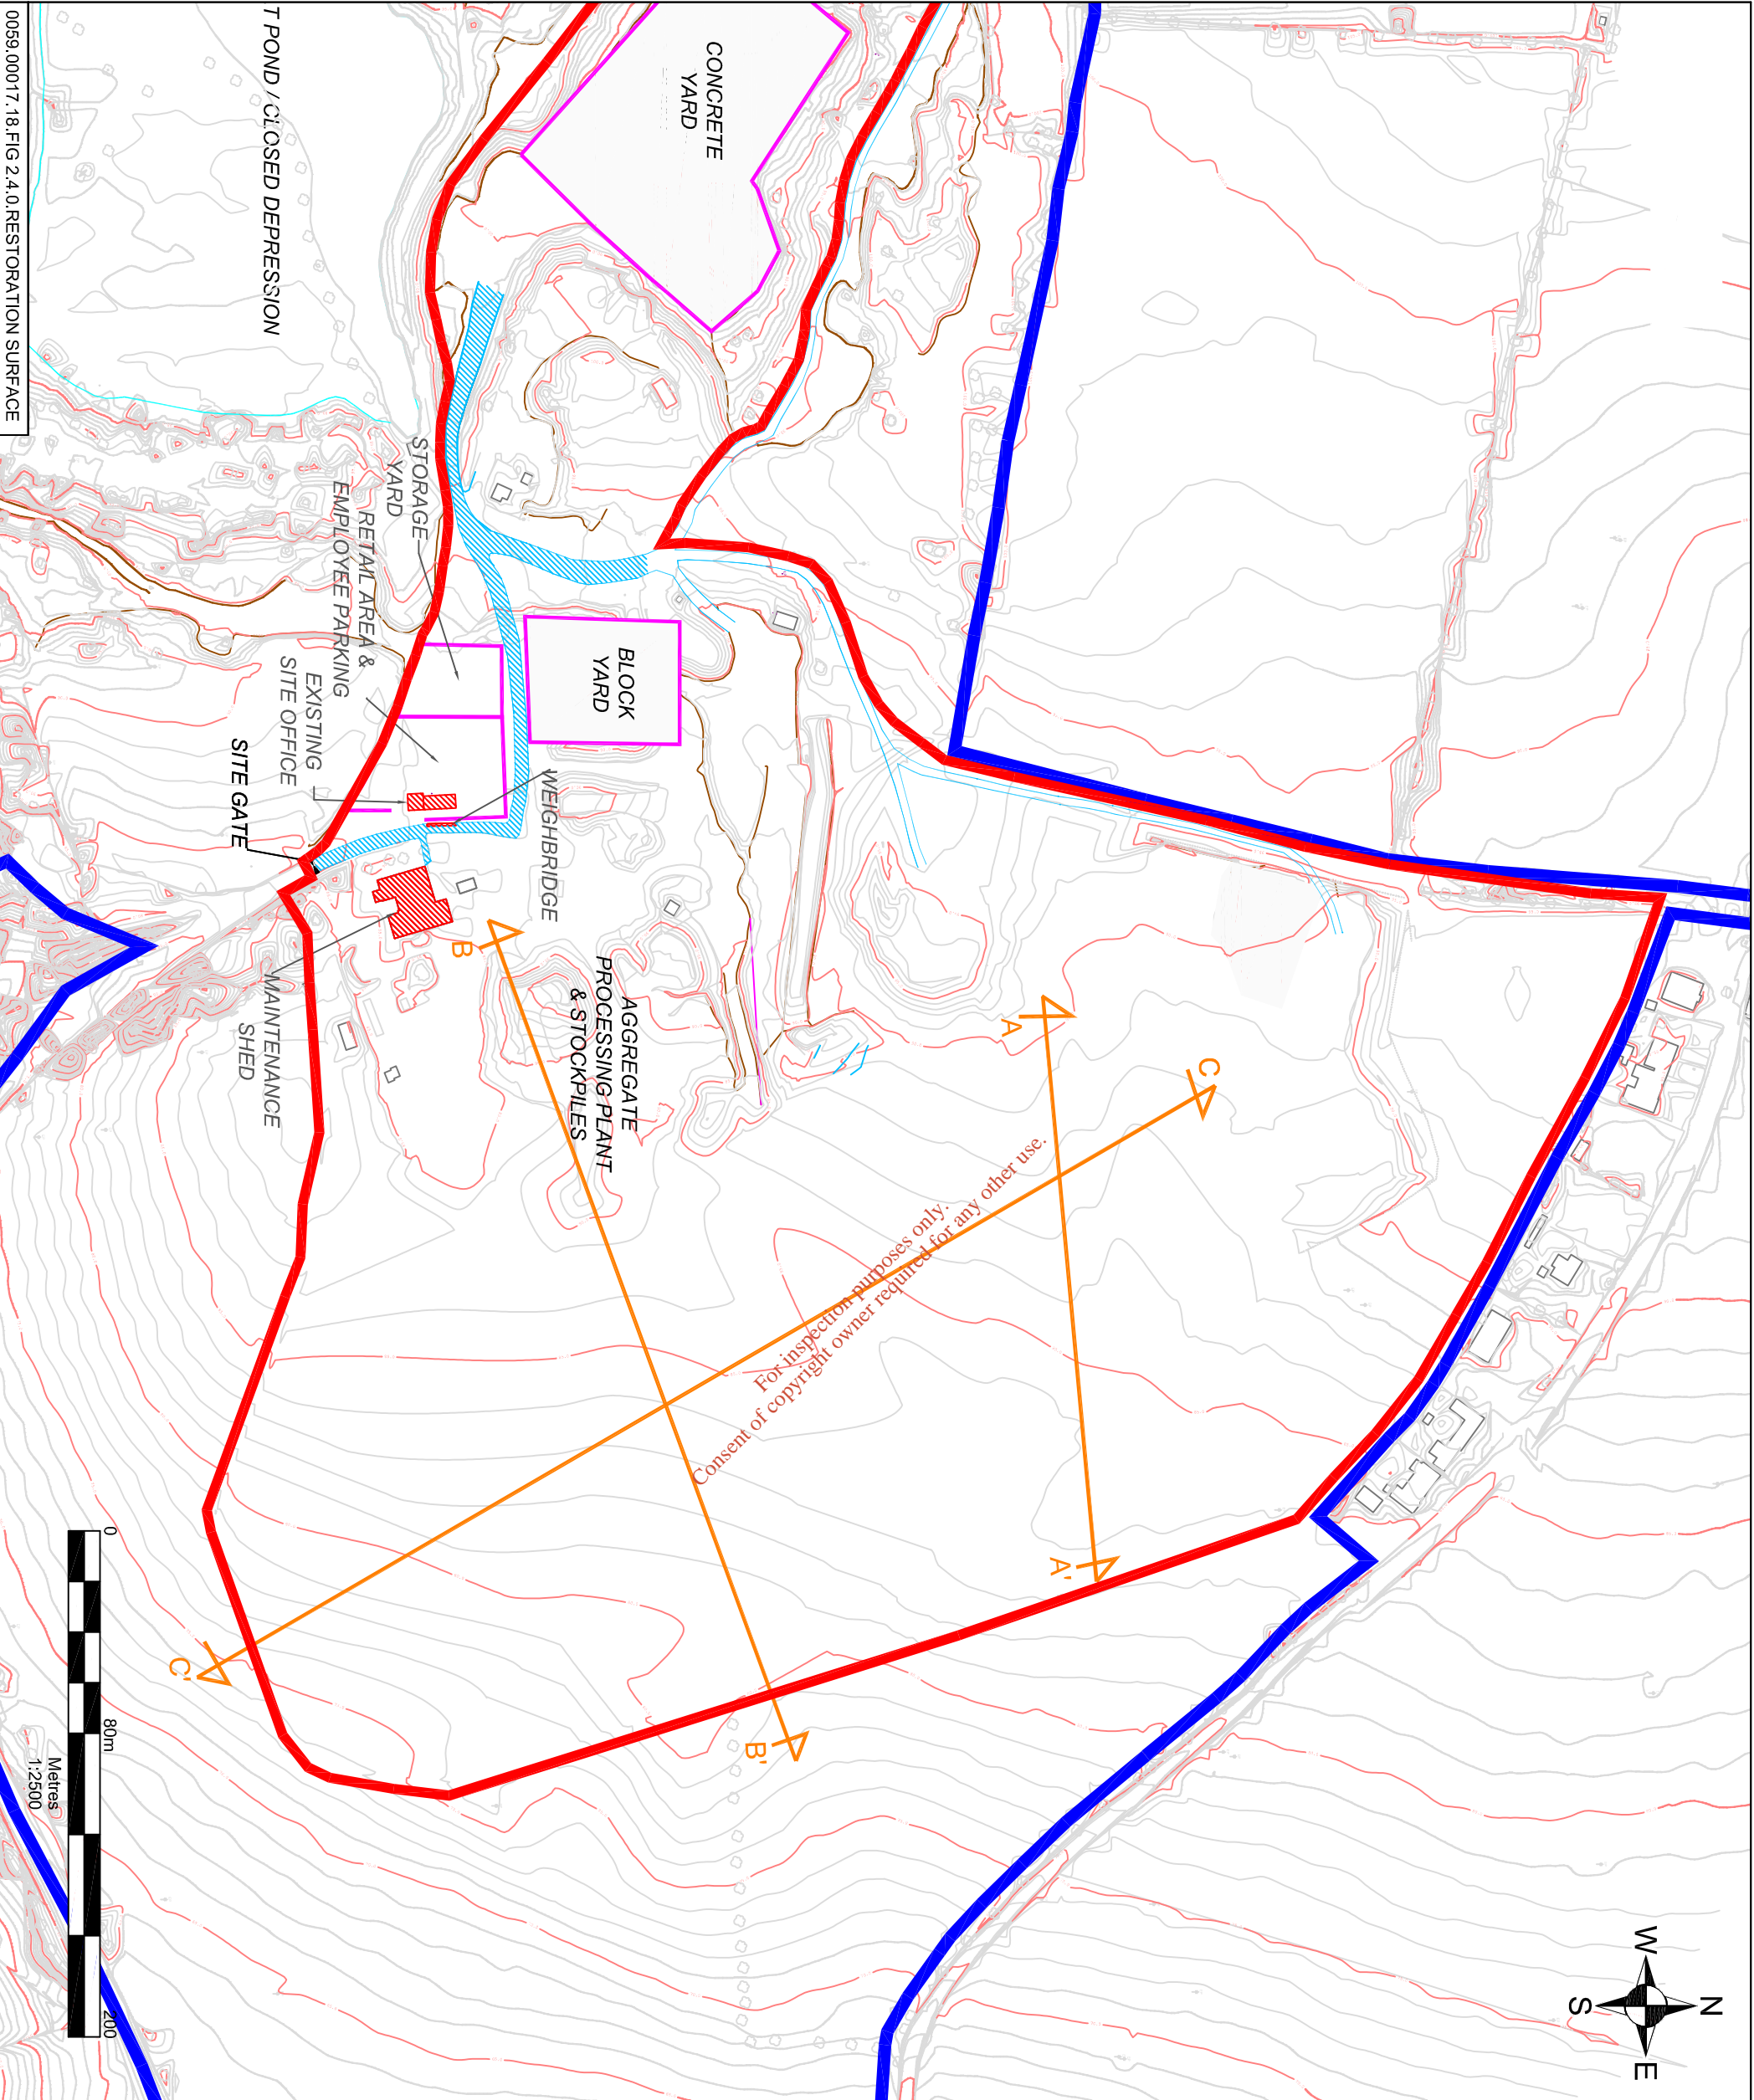 CONCRETE
YARD
T POND / CLOSED DEPRESSION
0059.00017.18.FIG 2.4.0.RESTORATION SURFACE
STORAGE
YARD
RETAIL AREA &
EMPLOYEE PARKING
EXISTING
SITE OFFICE
SITE GATE
BLOCK
YARD
WEIGHBRIDGE
MAINTENANCE
SHED
AGGREGATE
PROCESSING PLANT
& STOCKPILES
A
A'
B
B'
C
C'
For inspection purposes only.
Consent of copyright owner required for any other use.
0
80m
200
Metres
1:2500
N
W
E
S